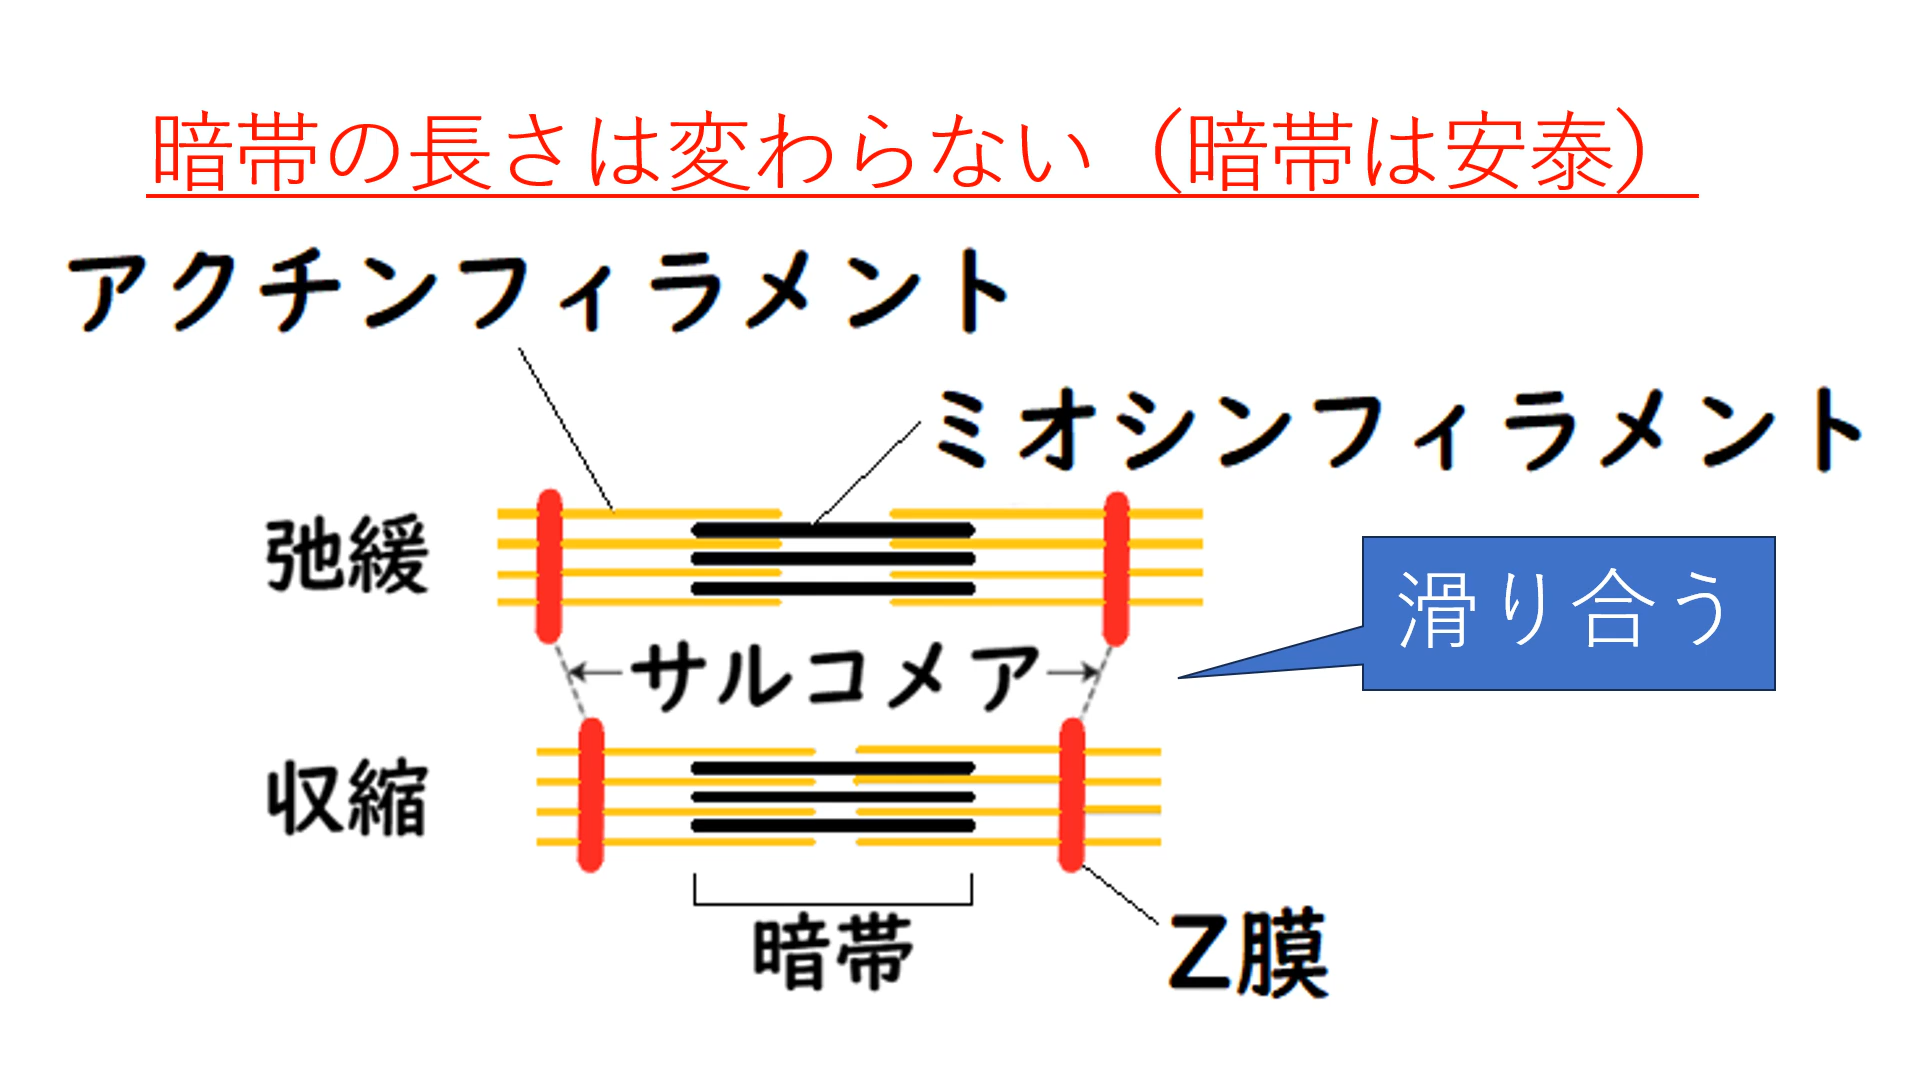 暗帯の長さは変わらない（暗帯は安泰）
アクチンフィラメント
ミオシンフィラメント
弛緩
滑り合う
サルコメア
収縮
暗帯
Z膜